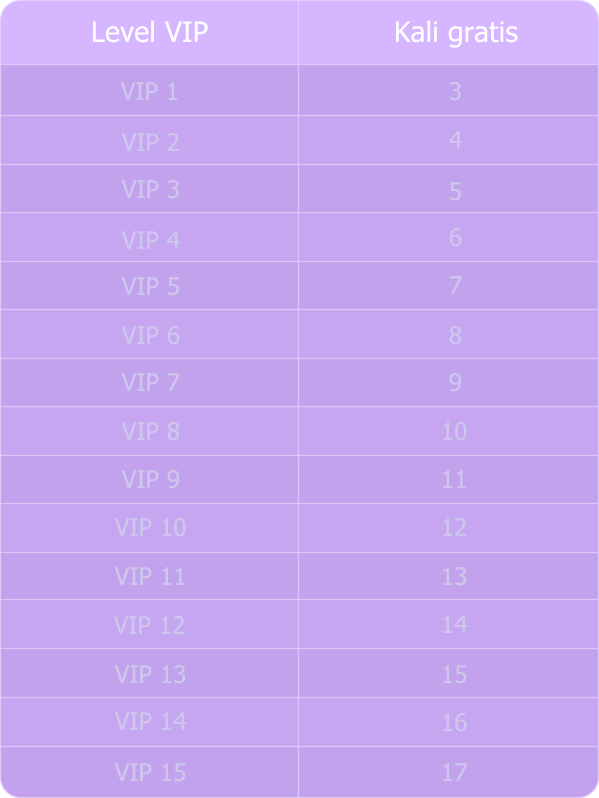 Level VIP Kali gratis
VIP 1 3
VIP 2 4
VIP 3 5
VIP 4 6
VIP 5 7
VIP 6 8
VIP 7 9
VIP 8 10
VIP 9 11
VIP 10 12
VIP 11 13
VIP 12 14
VIP 13 15
VIP 14 16
VIP 15 17